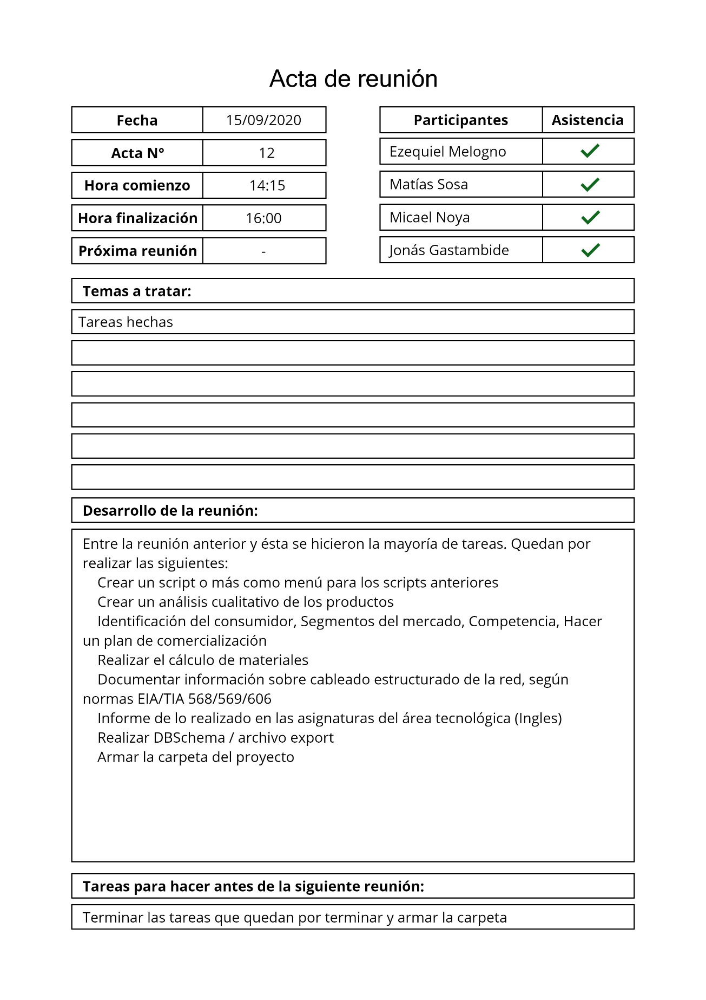 Acta de reunión
Fecha 15/09/2020
Acta N° 12
Hora comienzo 14:15
Hora finalización 16:00
Próxima reunión -
Participantes Asistencia
Ezequiel Melogno ✓
Matías Sosa ✓
Micael Noya ✓
Jonás Gastambide ✓
Temas a tratar:
Tareas hechas
Desarrollo de la reunión:
Entre la reunión anterior y ésta se hicieron la mayoría de tareas. Quedan por
realizar las siguientes:
Crear un script o más como menú para los scripts anteriores
Crear un análisis cualitativo de los productos
Identificación del consumidor, Segmentos del mercado, Competencia, Hacer
un plan de comercialización
Realizar el cálculo de materiales
Documentar información sobre cableado estructurado de la red, según
normas EIA/TIA 568/569/606
Informe de lo realizado en las asignaturas del área tecnológica (Ingles)
Realizar DBSchema / archivo export
Armar la carpeta del proyecto
Tareas para hacer antes de la siguiente reunión:
Terminar las tareas que quedan por terminar y armar la carpeta